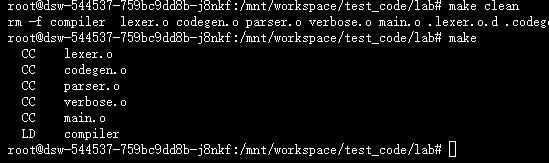 root@dsw-544537-759bc9dd8b-j8nkf:/mnt/workspace/test_code/lab# make clean
rm -f compiler  lexer.o codegen.o parser.o verbose.o main.o .lexer.o.d .codeg
root@dsw-544537-759bc9dd8b-j8nkf:/mnt/workspace/test_code/lab# make
CC lexer.o
CC codegen.o
CC parser.o
CC verbose.o
CC main.o
LD compiler
root@dsw-544537-759bc9dd8b-j8nkf:/mnt/workspace/test_code/lab#